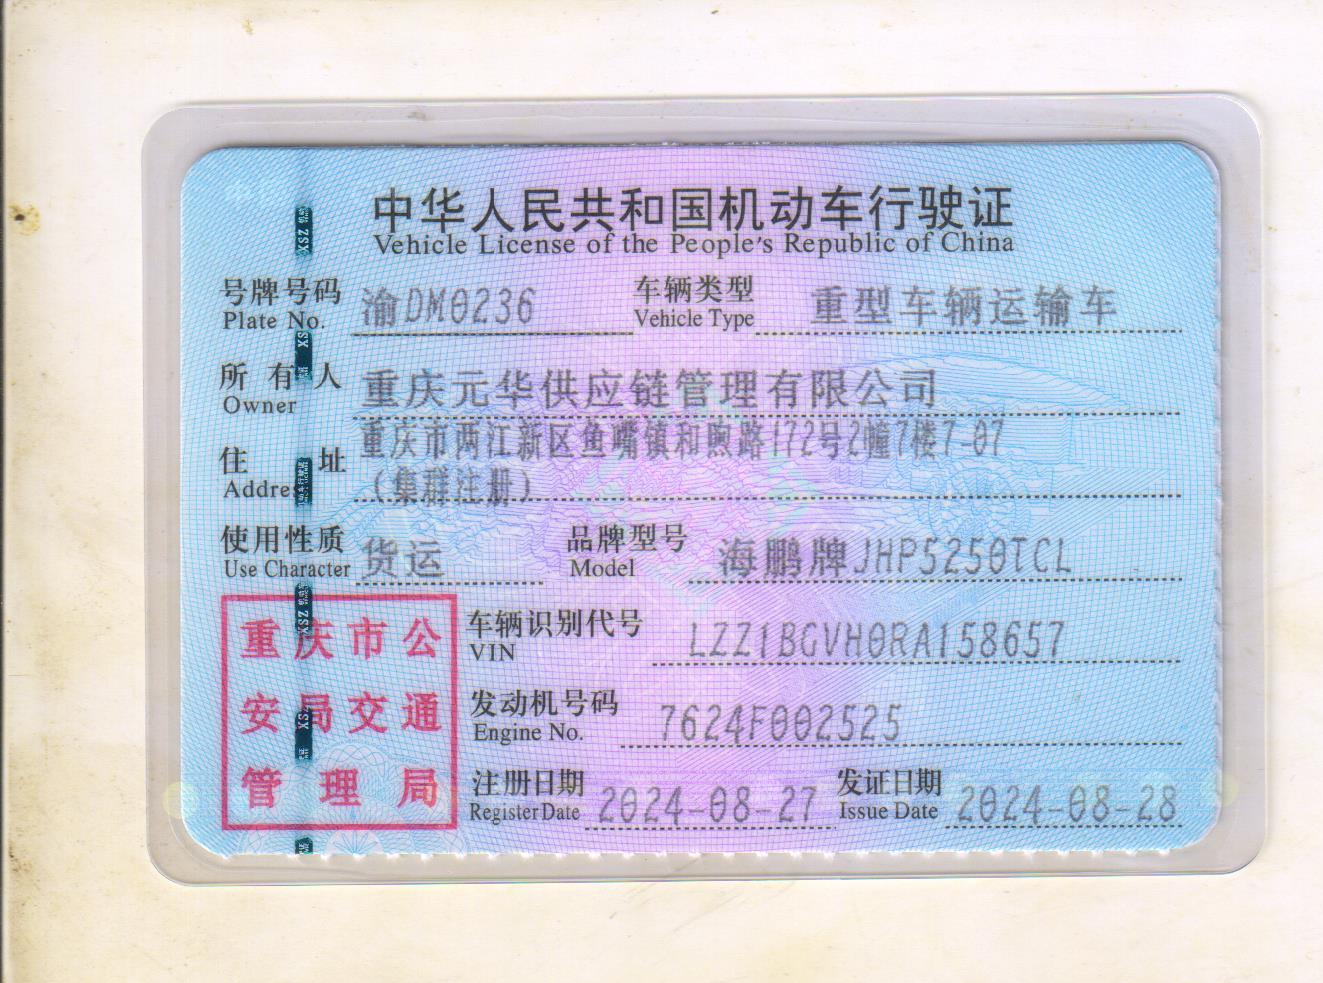 中华人民共和国机动车行驶证
Vehicle License of the People's Republic of China
号牌号码 渝DM0236 车辆类型 重型车辆运输车
Plate No. Vehicle Type
所有人 重庆元华供应链管理有限公司
Owner
住址 重庆市两江新区鱼嘴镇和煦路172号2幢7楼7-07
Address (集群注册)
使用性质 货运 品牌型号 海鹏牌JHP5250TCL
Use Character Model
重庆市公 车辆识别代号 LZZ1BGVH0RA158657
VIN
安局交通 发动机号码 7624F002525
Engine No.
管理局 注册日期 2024-08-27 发证日期 2024-08-28
Register Date Issue Date